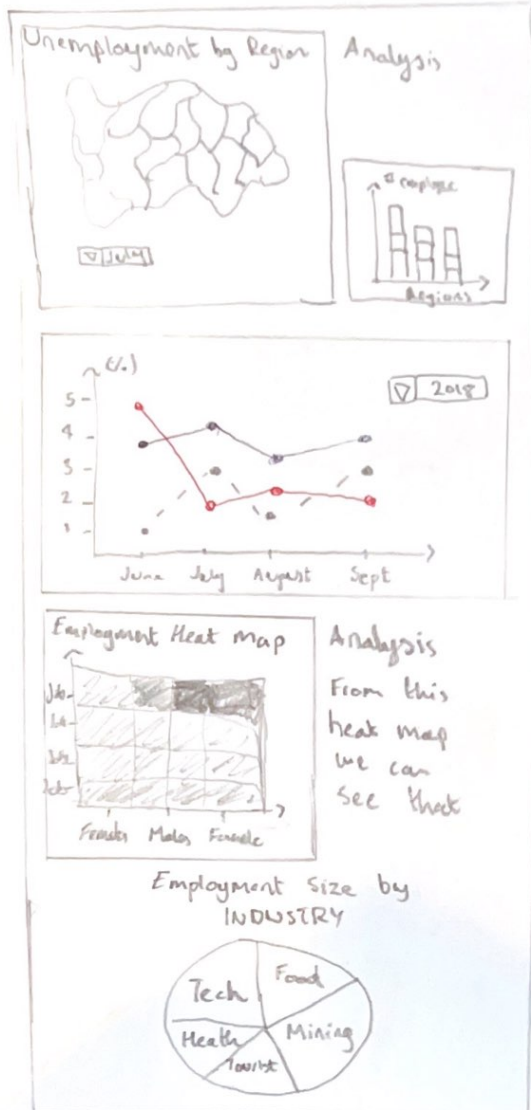 Unemployment by Region
Analysis
July
# employee
Regions
(%)
2018
5
4
3
2
1
June July August Sept
Employment Heat map
Job
Females Males Female
Analysis
From this
heat map
we can
see that
Employment Size by
INDUSTRY
Tech
Food
Heath
Mining
Tourist